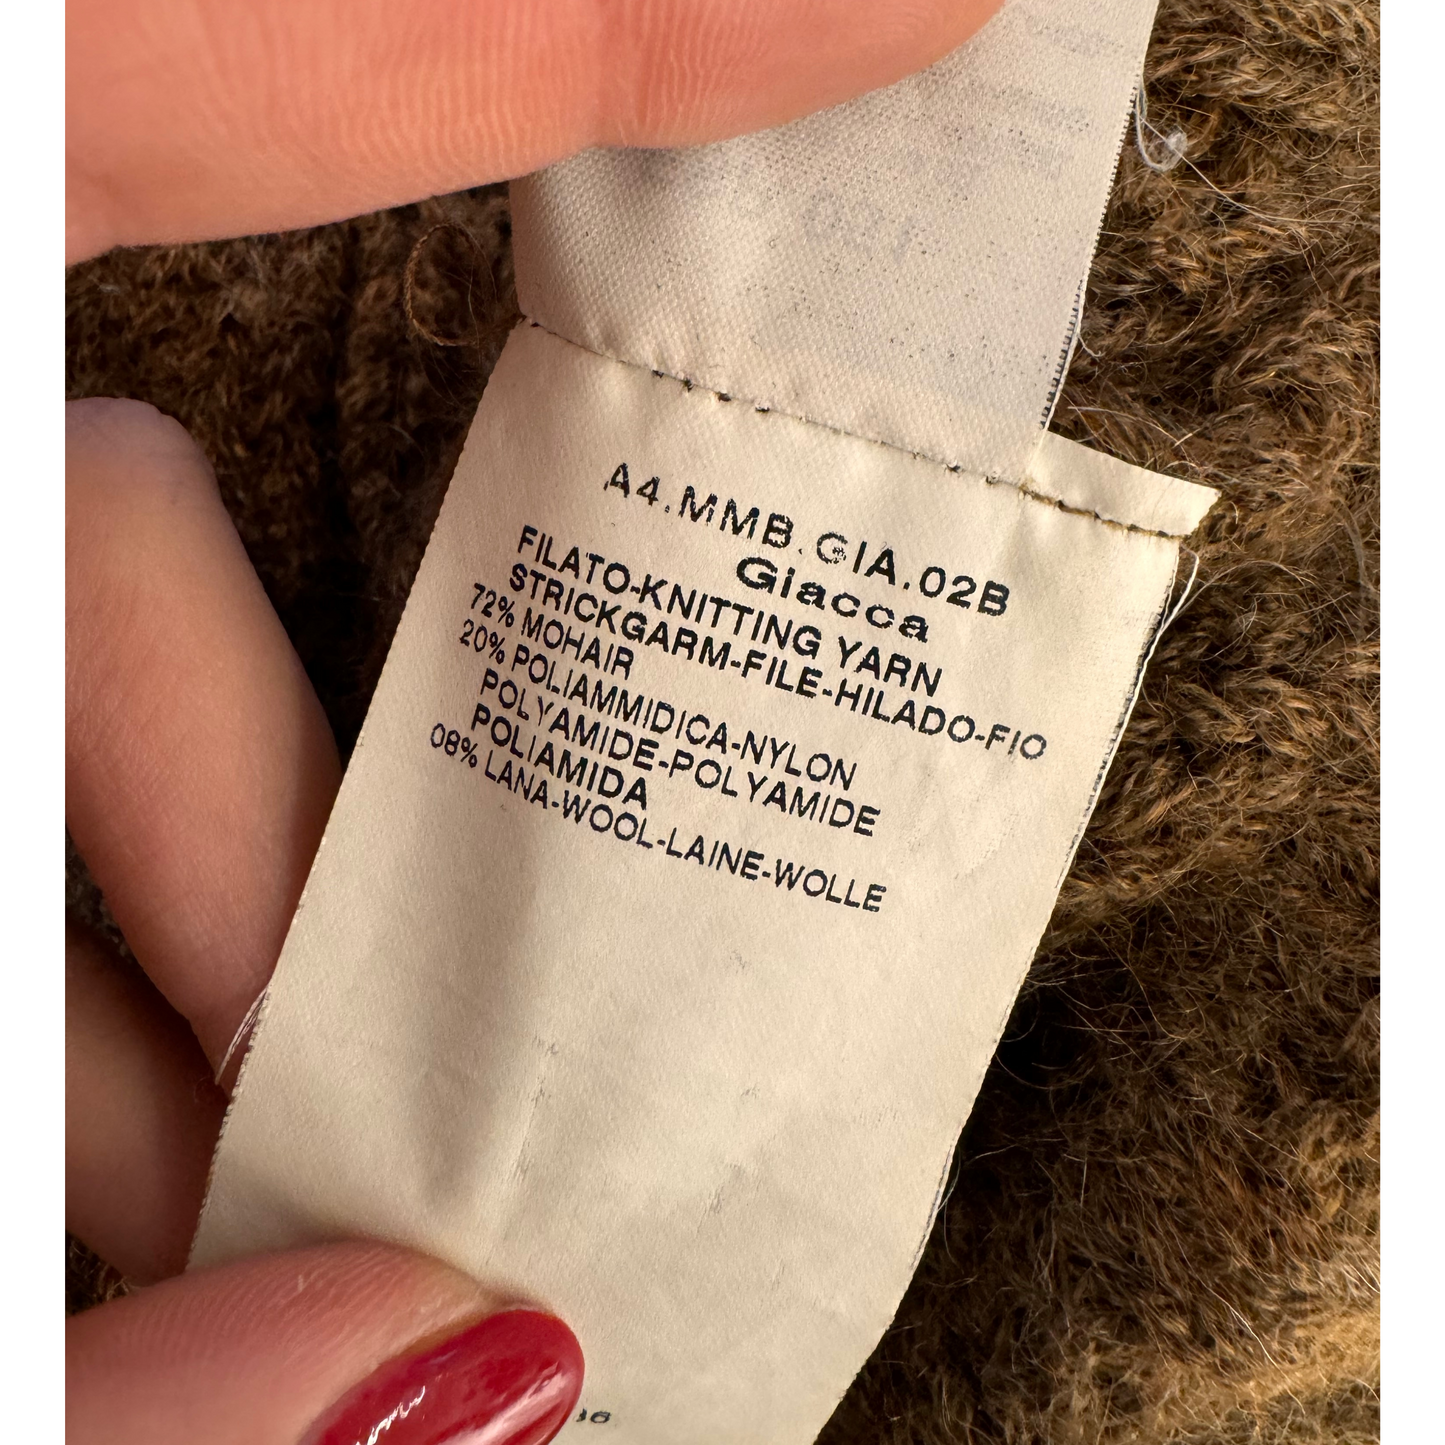 A4.MMB.GIA.02B
Giacca
FILATO-KNITTING YARN
STRICKGARM-FILE-HILADO-FIO
72% MOHAIR
20% POLIAMMIDICA-NYLON
POLYAMIDE-POLYAMIDE
POLIAMIDA
08% LANA-WOOL-LAINE-WOLLE